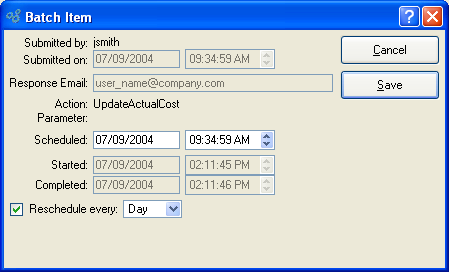 Batch Item
Submitted by: jsmith
Submitted on: 07/09/2004 09:34:59 AM
Cancel
Response Email: user_name@company.com
Save
Action: UpdateActualCost
Parameter:
Scheduled: 07/09/2004 09:34:59 AM
Started: 07/09/2004 02:11:45 PM
Completed: 07/09/2004 02:11:46 PM
Reschedule every: Day